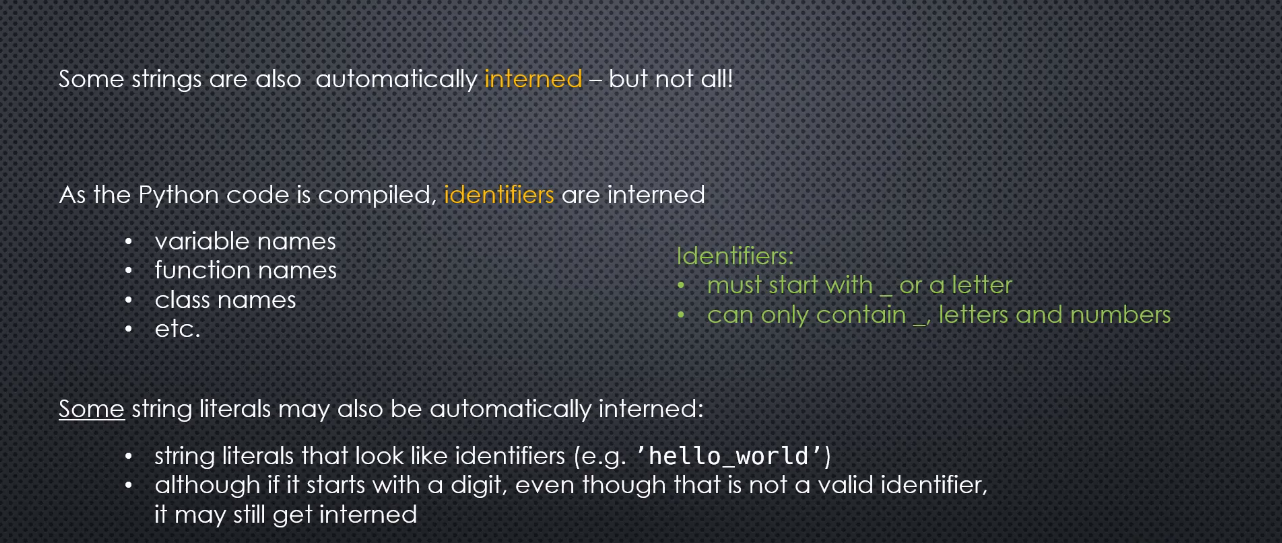 Some strings are also  automatically interned – but not all!
As the Python code is compiled, identifiers are interned
• variable names
• function names
• class names
• etc.
Identifiers:
• must start with _ or a letter
• can only contain _, letters and numbers
Some string literals may also be automatically interned:
• string literals that look like identifiers (e.g. ’hello_world’)
• although if it starts with a digit, even though that is not a valid identifier,
it may still get interned